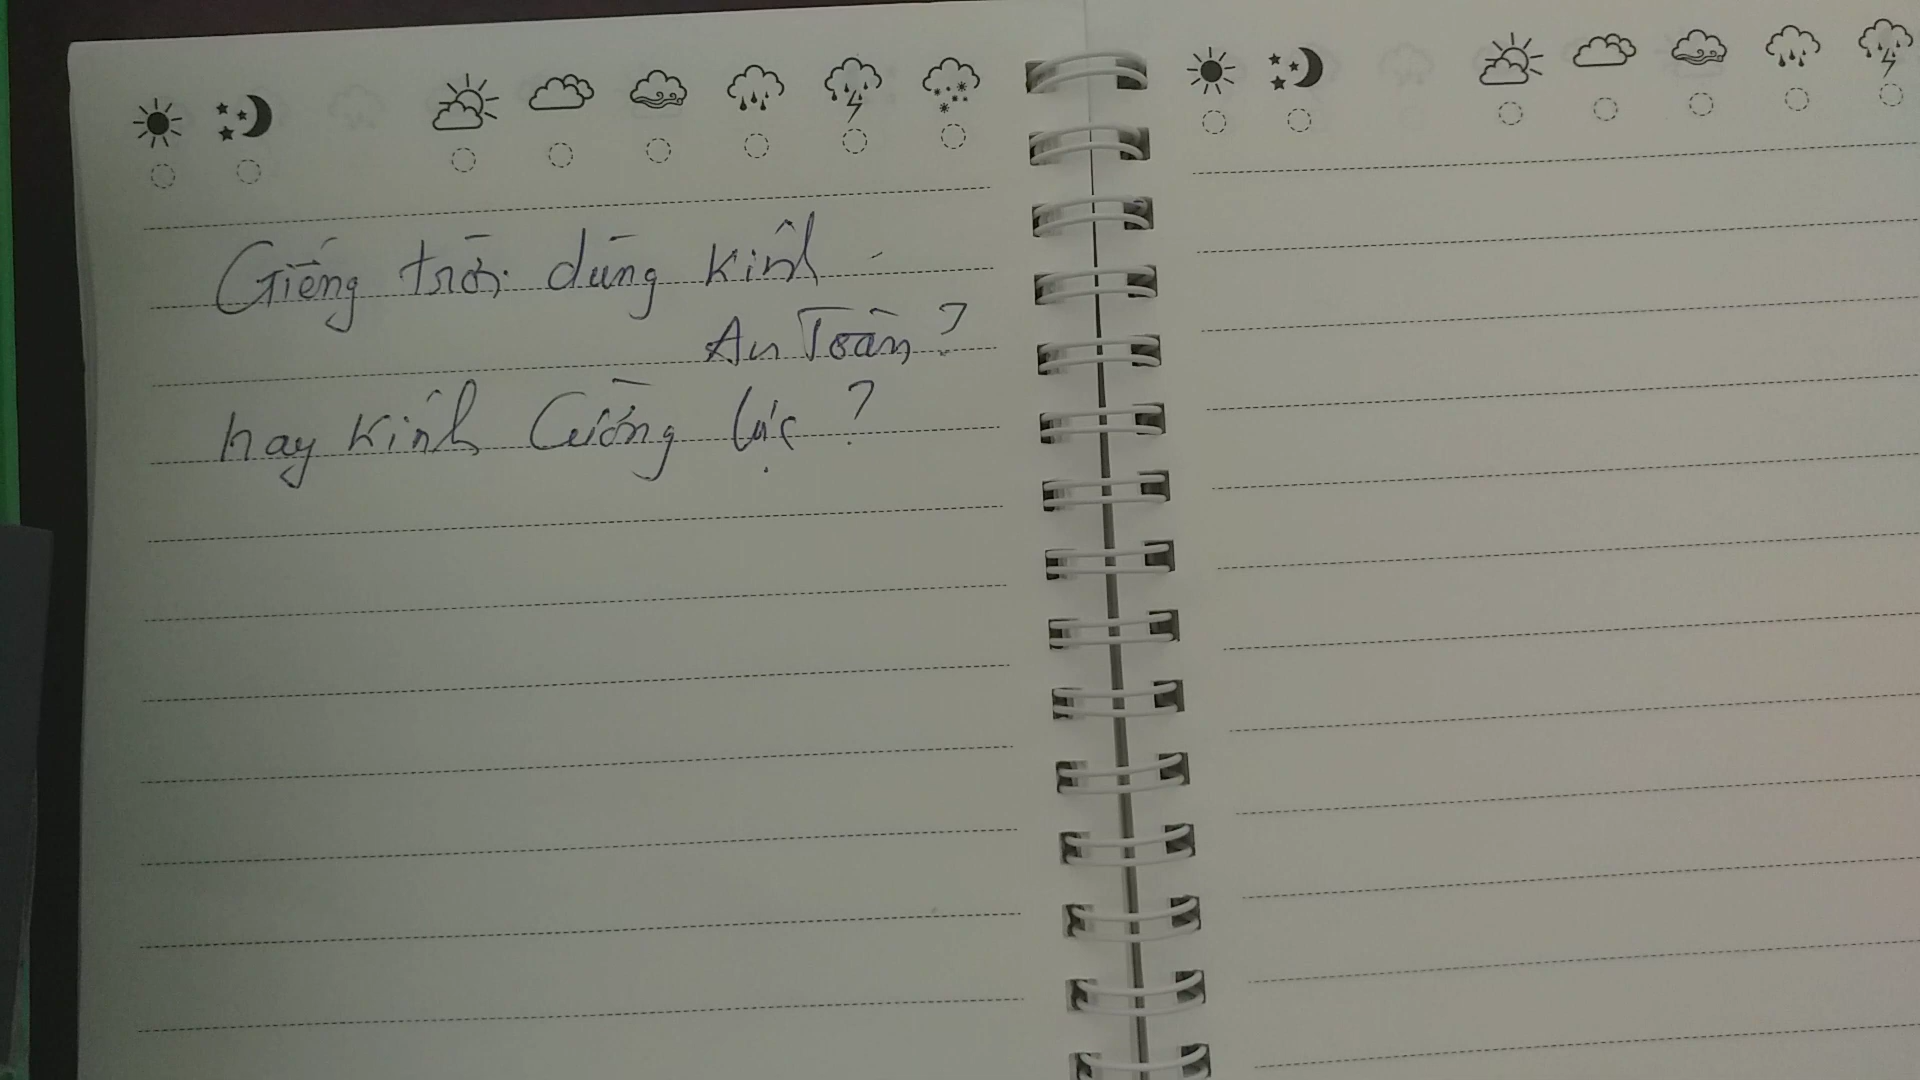 Giếng trời dùng kính
An Toàn?
hay kính Cường lực?